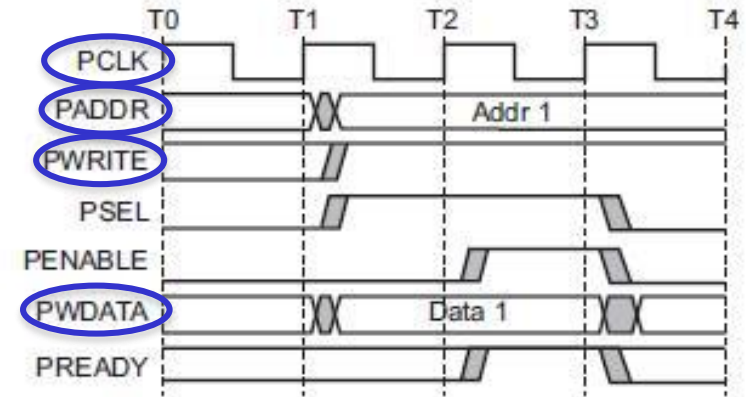 T0 T1 T2 T3 T4
PCLK
PADDR Addr 1
PWRITE
PSEL
PENABLE
PWDATA Data 1
PREADY